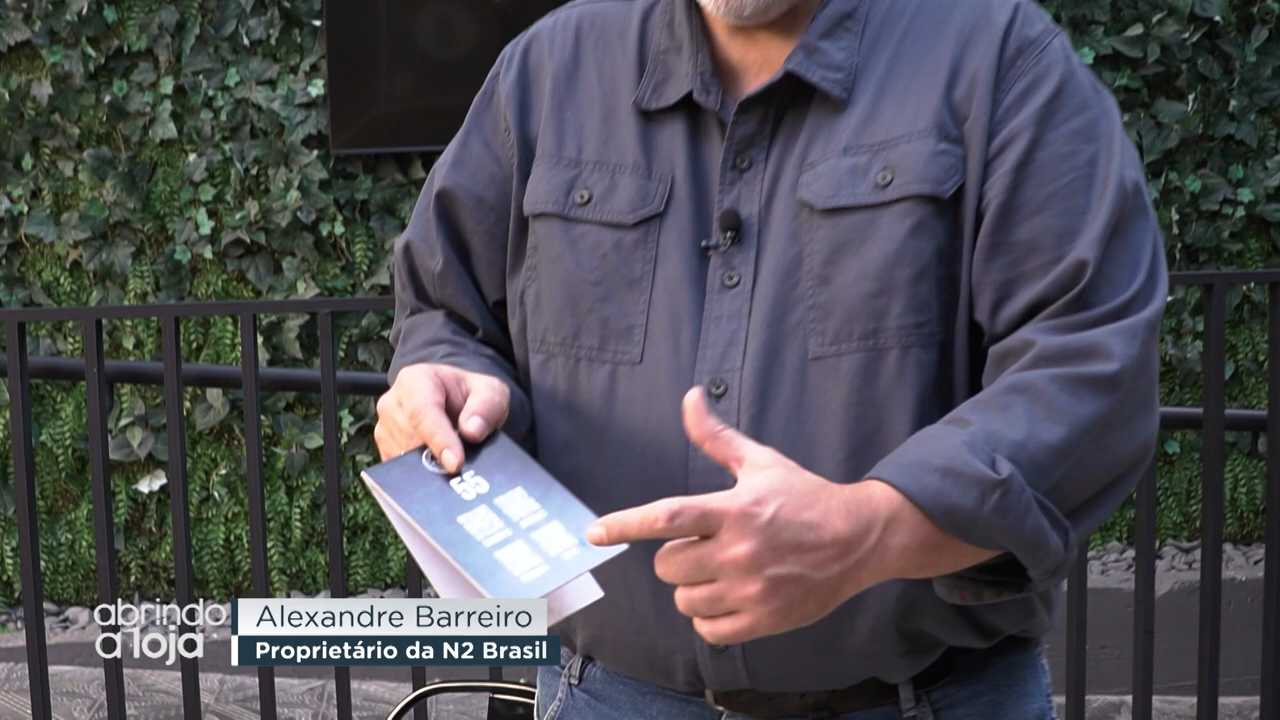 55
abrindo
a loja
Alexandre Barreiro
Proprietário da N2 Brasil